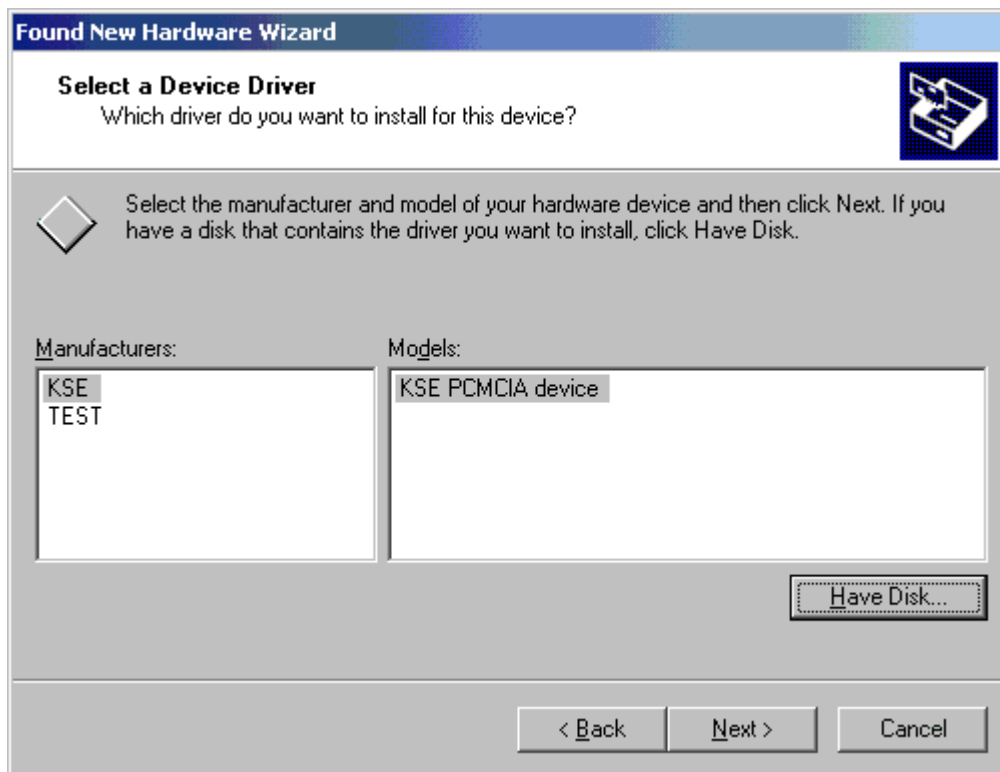 Found New Hardware Wizard
Select a Device Driver
Which driver do you want to install for this device?
Select the manufacturer and model of your hardware device and then click Next. If you
have a disk that contains the driver you want to install, click Have Disk.
Manufacturers:
Models:
KSE
TEST
KSE PCMCIA device
Have Disk...
< Back
Next >
Cancel